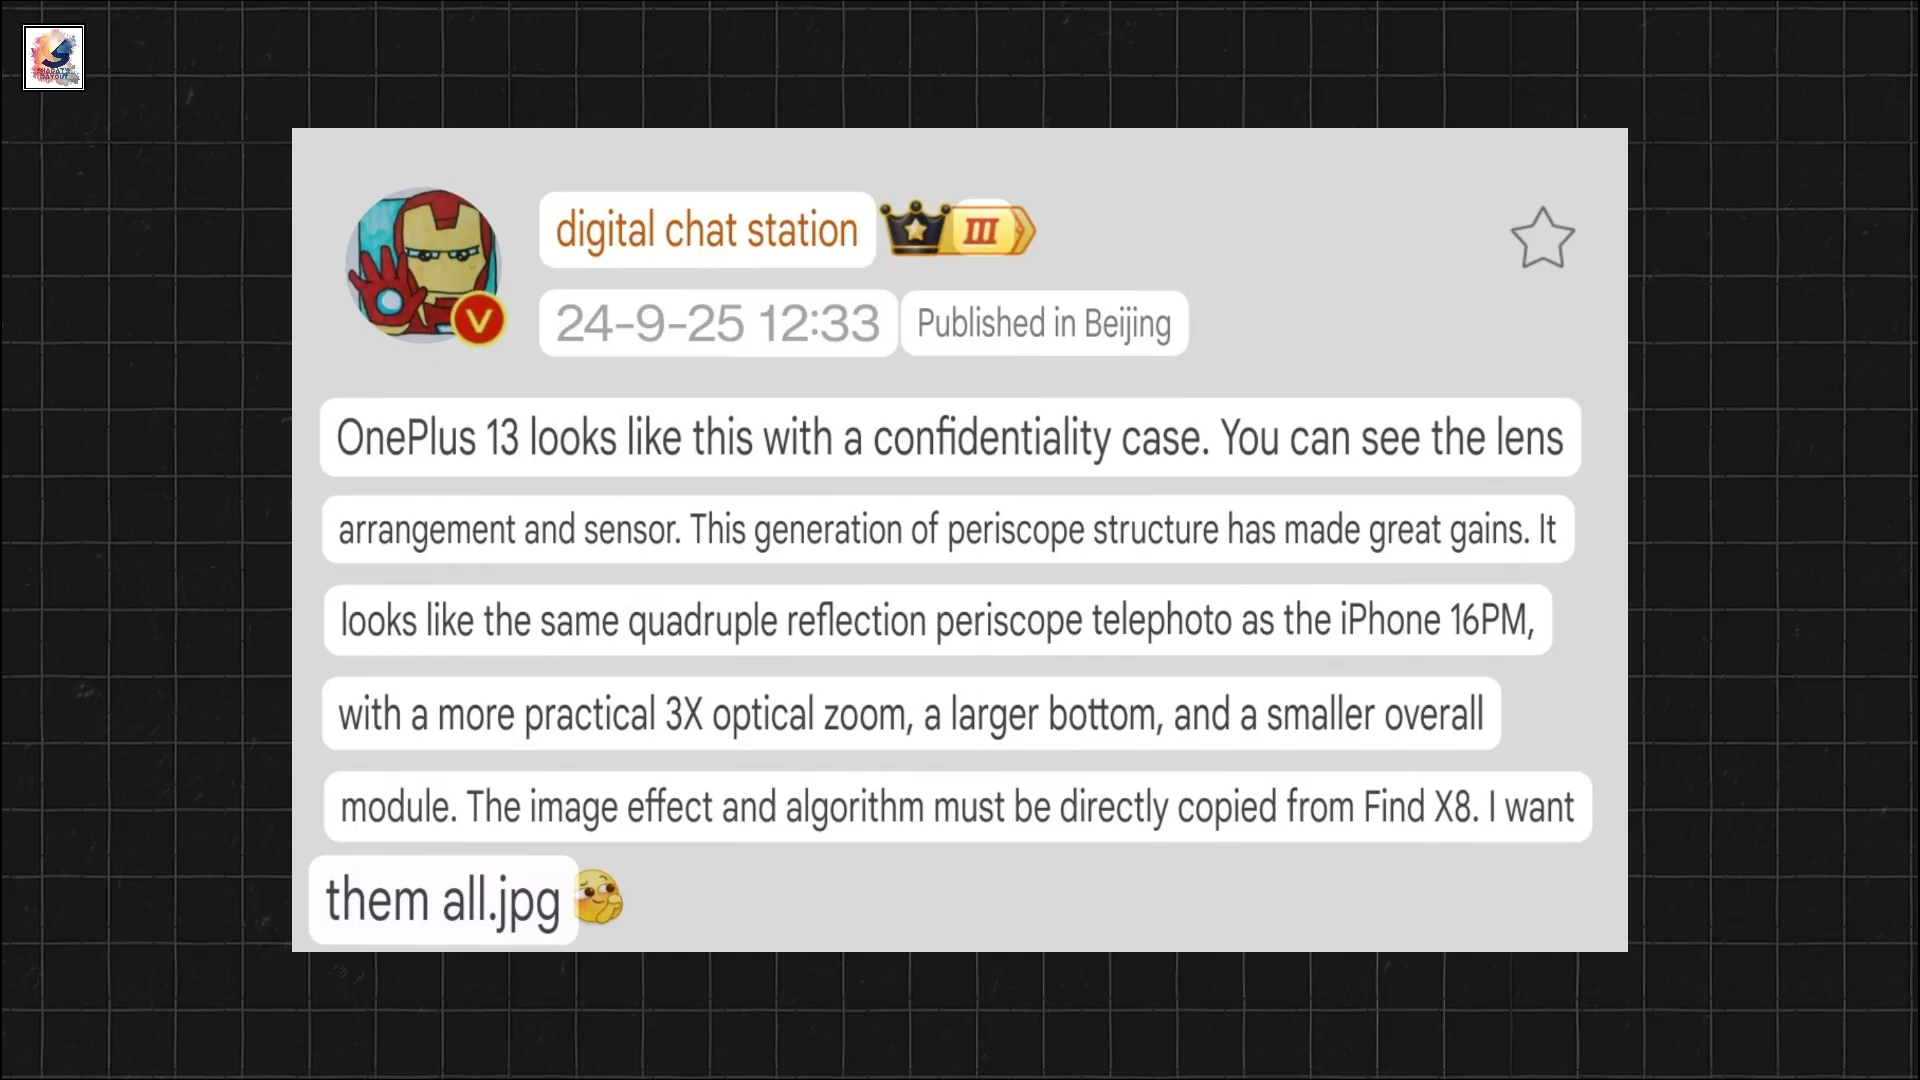 digital chat station III
V
24-9-25 12:33 Published in Beijing
OnePlus 13 looks like this with a confidentiality case. You can see the lens
arrangement and sensor. This generation of periscope structure has made great gains. It
looks like the same quadruple reflection periscope telephoto as the iPhone 16PM,
with a more practical 3X optical zoom, a larger bottom, and a smaller overall
module. The image effect and algorithm must be directly copied from Find X8. I want
them all.jpg